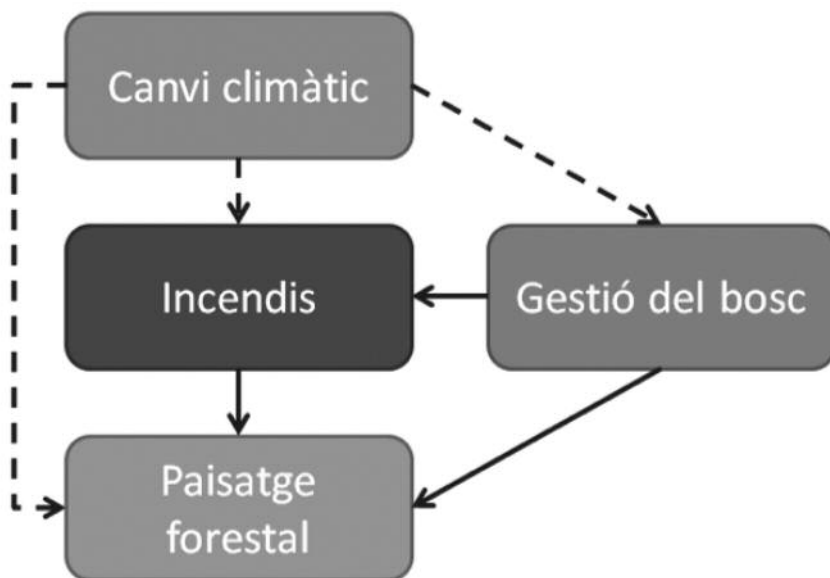 Canvi climàtic
Incendis
Gestió del bosc
Paisatge
forestal